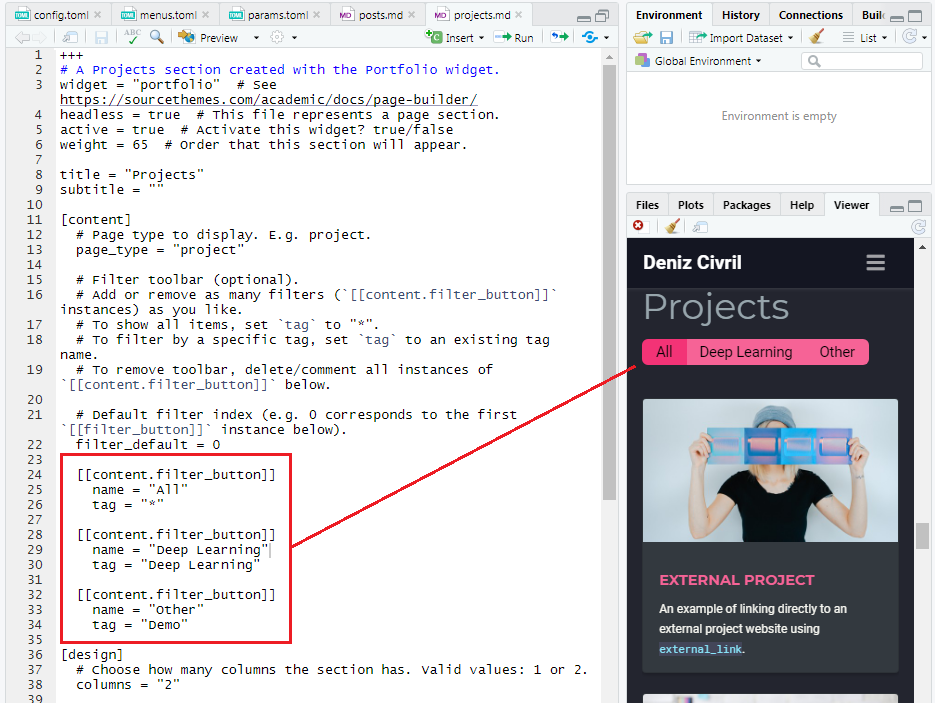 config.toml
menus.toml
params.toml
posts.md
projects.md
ABC
Preview
Insert
Run
1 +++
2 # A Projects section created with the Portfolio widget.
3 widget = "portfolio"  # See
https://sourcethemes.com/academic/docs/page-builder/
4 headless = true  # This file represents a page section.
5 active = true  # Activate this widget? true/false
6 weight = 65  # Order that this section will appear.
7
8 title = "Projects"
9 subtitle = ""
10
11 [content]
12 # Page type to display. E.g. project.
13 page_type = "project"
14
15 # Filter toolbar (optional).
16 # Add or remove as many filters (`[[content.filter_button]]`
instances) as you like.
17 # To show all items, set `tag` to "*".
18 # To filter by a specific tag, set `tag` to an existing tag
name.
19 # To remove toolbar, delete/comment all instances of
`[[content.filter_button]]` below.
20
21 # Default filter index (e.g. 0 corresponds to the first
`[[filter_button]]` instance below).
22 filter_default = 0
23
24 [[content.filter_button]]
25 name = "All"
26 tag = "*"
27
28 [[content.filter_button]]
29 name = "Deep Learning"
30 tag = "Deep Learning"
31
32 [[content.filter_button]]
33 name = "Other"
34 tag = "Demo"
35
36 [design]
37 # Choose how many columns the section has. Valid values: 1 or 2.
38 columns = "2"
39
Environment History Connections Buil
Import Dataset List
Global Environment
Environment is empty
Files Plots Packages Help Viewer
Deniz Civril
Projects
All Deep Learning Other
EXTERNAL PROJECT
An example of linking directly to an
external project website using
external_link.